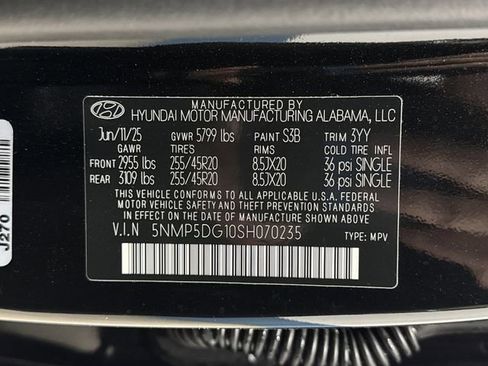 MANUFACTURED BY
HYUNDAI MOTOR MANUFACTURING ALABAMA, LLC
Jun/11/25 GVWR 5799 lbs PAINT S3B TRIM 3YY
GAWR TIRES RIMS COLD TIRE INFL
FRONT 2955 lbs 255/45R20 8.5JX20 36 psi SINGLE
REAR 3109 lbs 255/45R20 8.5JX20 36 psi SINGLE
THIS VEHICLE CONFORMS TO ALL APPLICABLE U.S.A. FEDERAL
MOTOR VEHICLE SAFETY AND THEFT PREVENTION STANDARDS
IN EFFECT ON THE DATE OF MANUFACTURE SHOWN ABOVE.
V.I.N 5NMP5DG10SH070235 TYPE: MPV
J270